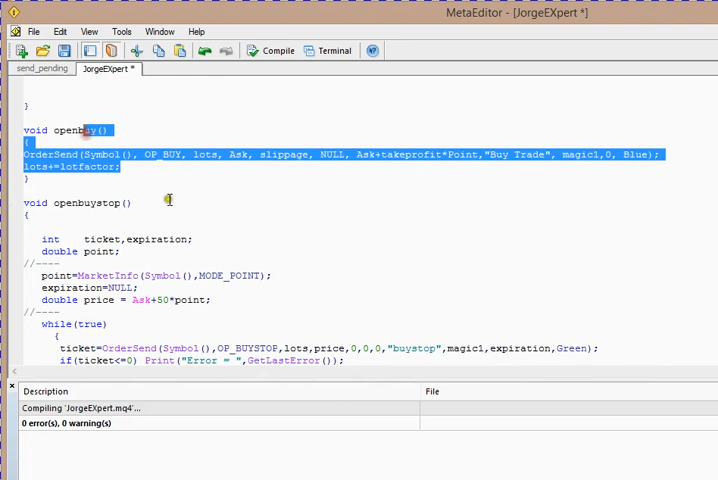 MetaEditor - [JorgeEXpert *]
File Edit View Tools Window Help
Compile Terminal
send_pending JorgeEXpert *
}
void openbuy()
{
OrderSend(Symbol(), OP_BUY, lots, Ask, slippage, NULL, Ask+takeprofit*Point,"Buy Trade", magic1,0, Blue);
lots+=lotfactor;
}
void openbuystop()
{
int ticket,expiration;
double point;
//----
point=MarketInfo(Symbol(),MODE_POINT);
expiration=NULL;
double price = Ask+50*point;
//----
while(true)
{
ticket=OrderSend(Symbol(),OP_BUYSTOP,lots,price,0,0,0,"buystop",magic1,expiration,Green);
if(ticket<=0) Print("Error = ",GetLastError());
Description File
Compiling 'JorgeEXpert.mq4'...
0 error(s), 0 warning(s)